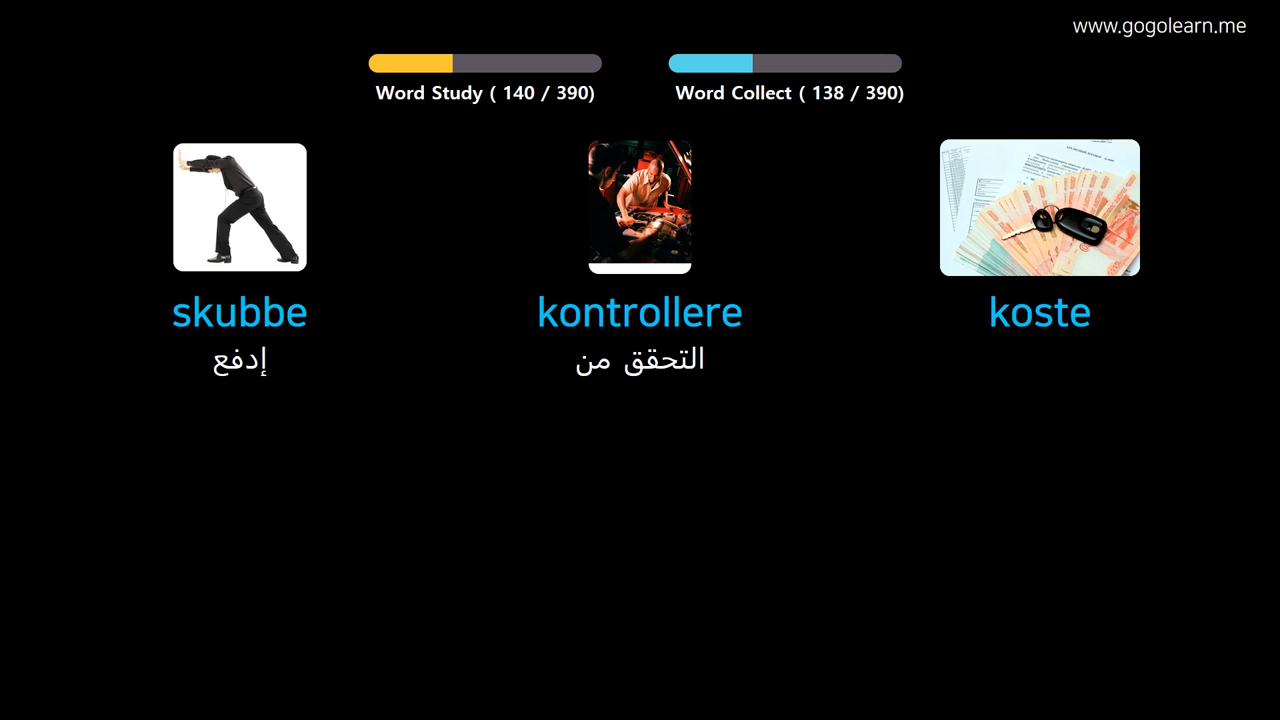 www.gogolearn.me
Word Study ( 140 / 390)
Word Collect ( 138 / 390)
skubbe
kontrollere
koste
إدفع
التحقق من